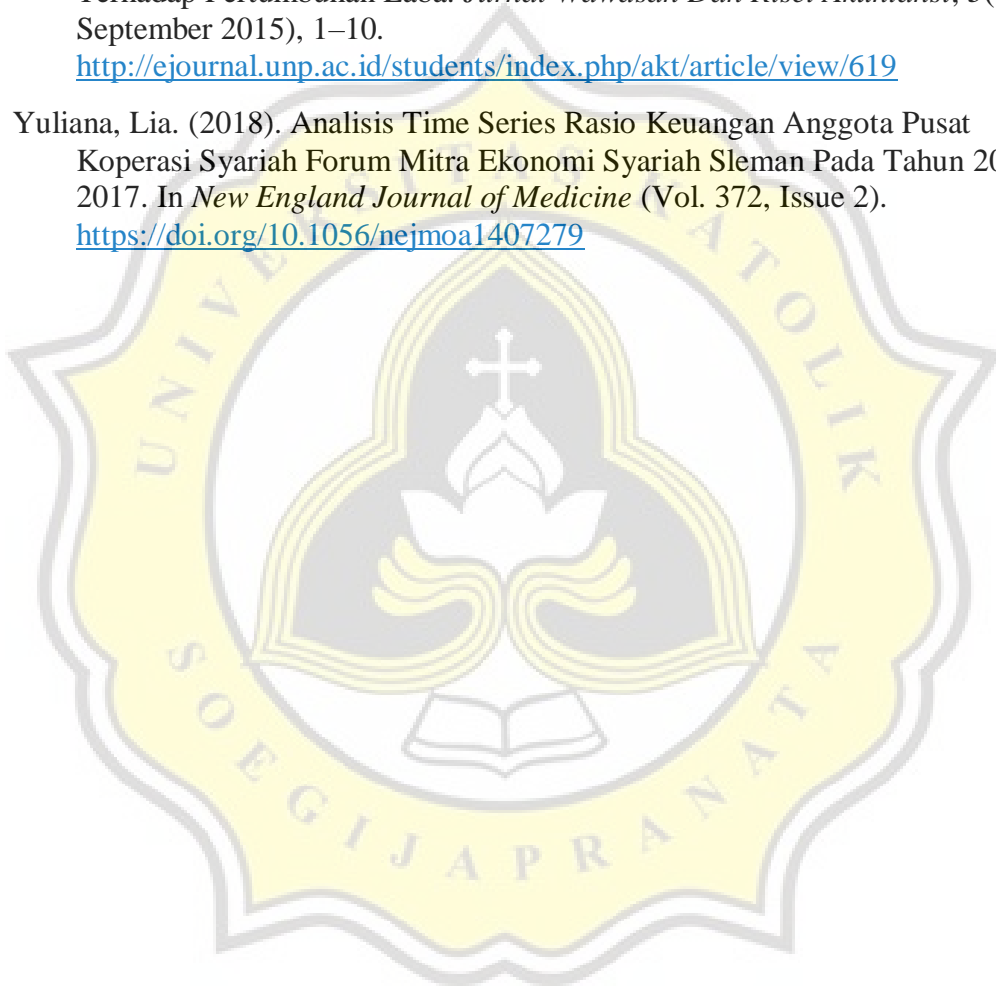 Terhadap Pertumbuhan Laba. Jurnal Wawasan Dan Riset Akuntansi, 3(
September 2015), 1–10.
http://ejournal.unp.ac.id/students/index.php/akt/article/view/619
Yuliana, Lia. (2018). Analisis Time Series Rasio Keuangan Anggota Pusat
Koperasi Syariah Forum Mitra Ekonomi Syariah Sleman Pada Tahun 20
2017. In New England Journal of Medicine (Vol. 372, Issue 2).
https://doi.org/10.1056/nejmoa1407279
UNIVERSITAS KATOLIK
SOEGIJAPRANATA